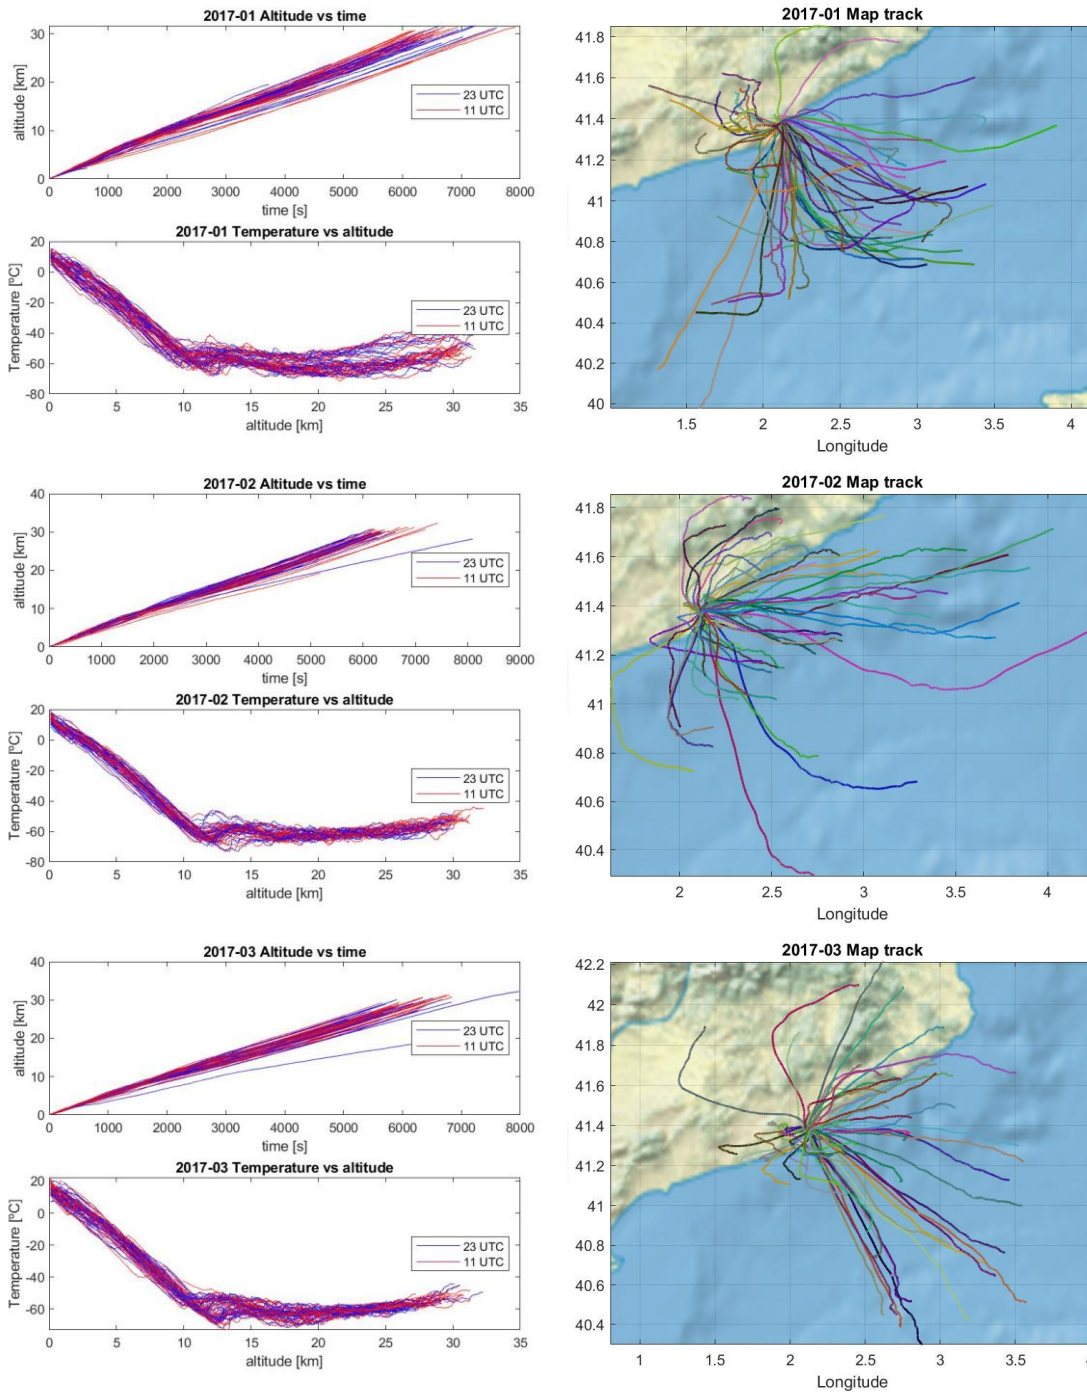 2017-01 Altitude vs time
altitude [km]
30
20
10
0
0 1000 2000 3000 4000 5000 6000 7000 8000
time [s]
23 UTC
11 UTC
2017-01 Temperature vs altitude
Temperature [ºC]
20
0
-20
-40
-60
-80
0 5 10 15 20 25 30 35
altitude [km]
23 UTC
11 UTC
2017-01 Map track
41.8
41.6
41.4
41.2
41
40.8
40.6
40.4
40.2
40
1.5 2 2.5 3 3.5 4
Longitude
2017-02 Altitude vs time
altitude [km]
40
30
20
10
0
0 1000 2000 3000 4000 5000 6000 7000 8000 9000
time [s]
23 UTC
11 UTC
2017-02 Temperature vs altitude
Temperature [ºC]
20
0
-20
-40
-60
-80
0 5 10 15 20 25 30 35
altitude [km]
23 UTC
11 UTC
2017-02 Map track
41.8
41.6
41.4
41.2
41
40.8
40.6
40.4
2 2.5 3 3.5 4
Longitude
2017-03 Altitude vs time
altitude [km]
40
30
20
10
0
0 1000 2000 3000 4000 5000 6000 7000 8000
time [s]
23 UTC
11 UTC
2017-03 Temperature vs altitude
Temperature [ºC]
20
0
-20
-40
-60
0 5 10 15 20 25 30 35
altitude [km]
23 UTC
11 UTC
2017-03 Map track
42.2
42
41.8
41.6
41.4
41.2
41
40.8
40.6
40.4
1 1.5 2 2.5 3 3.5
Longitude